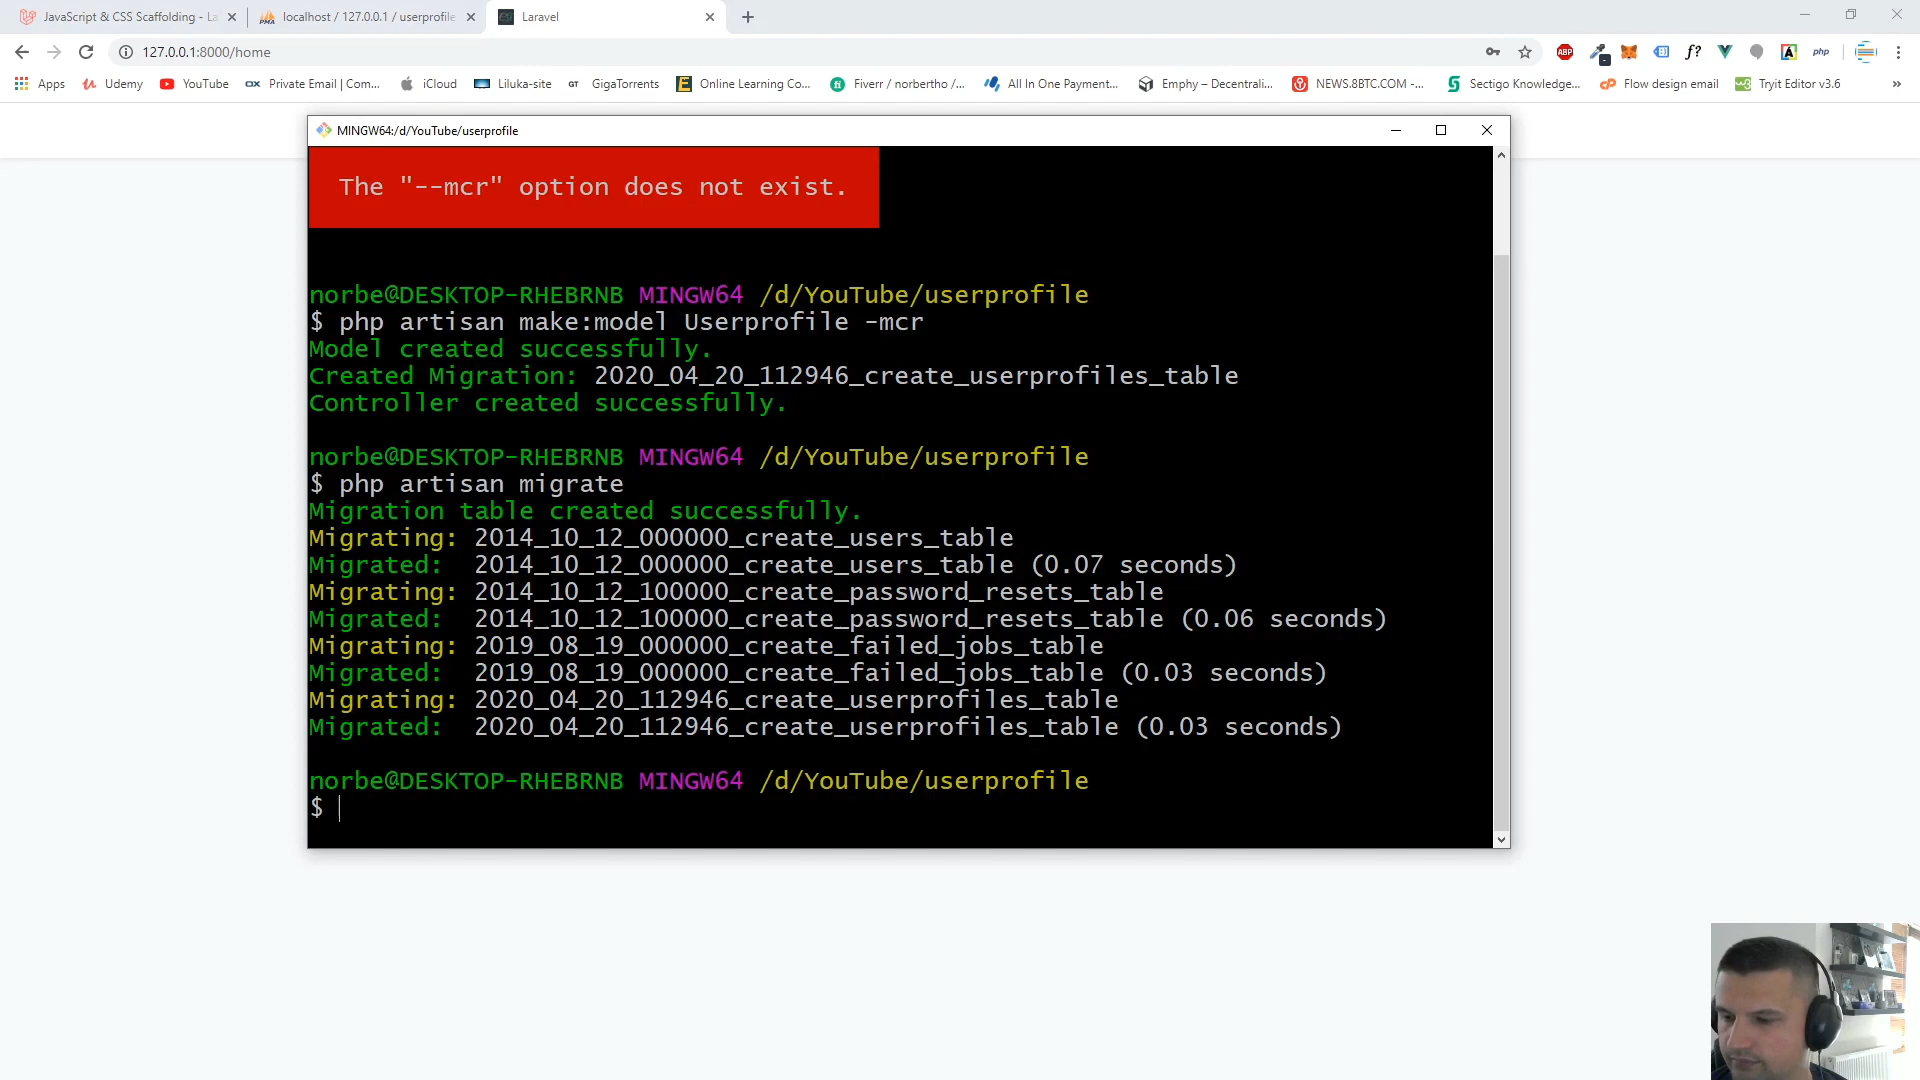 JavaScript & CSS Scaffolding - La
localhost / 127.0.0.1 / userprofile
Laravel
127.0.0.1:8000/home
ABP
f?
php
Apps
Udemy
YouTube
Private Email | Com...
iCloud
Liluka-site
GT
GigaTorrents
Online Learning Co...
Fiverr / norbertho /...
All In One Payment...
Emphy – Decentrali...
NEWS.8BTC.COM -...
Sectigo Knowledge...
Flow design email
Tryit Editor v3.6
»
MINGW64:/d/YouTube/userprofile
The "--mcr" option does not exist.
norbe@DESKTOP-RHEBRNB MINGW64 /d/YouTube/userprofile
$ php artisan make:model Userprofile -mcr
Model created successfully.
Created Migration: 2020_04_20_112946_create_userprofiles_table
Controller created successfully.
norbe@DESKTOP-RHEBRNB MINGW64 /d/YouTube/userprofile
$ php artisan migrate
Migration table created successfully.
Migrating: 2014_10_12_000000_create_users_table
Migrated:  2014_10_12_000000_create_users_table (0.07 seconds)
Migrating: 2014_10_12_100000_create_password_resets_table
Migrated:  2014_10_12_100000_create_password_resets_table (0.06 seconds)
Migrating: 2019_08_19_000000_create_failed_jobs_table
Migrated:  2019_08_19_000000_create_failed_jobs_table (0.03 seconds)
Migrating: 2020_04_20_112946_create_userprofiles_table
Migrated:  2020_04_20_112946_create_userprofiles_table (0.03 seconds)
norbe@DESKTOP-RHEBRNB MINGW64 /d/YouTube/userprofile
$